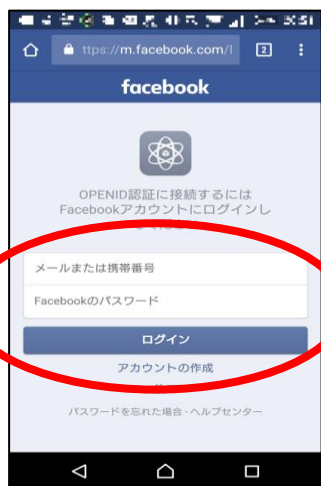 ttps://m.facebook.com/l
2
facebook
OPENID認証に接続するには
Facebookアカウントにログインし
メールまたは携帯番号
Facebookのパスワード
ログイン
アカウントの作成
パスワードを忘れた場合・ヘルプセンター